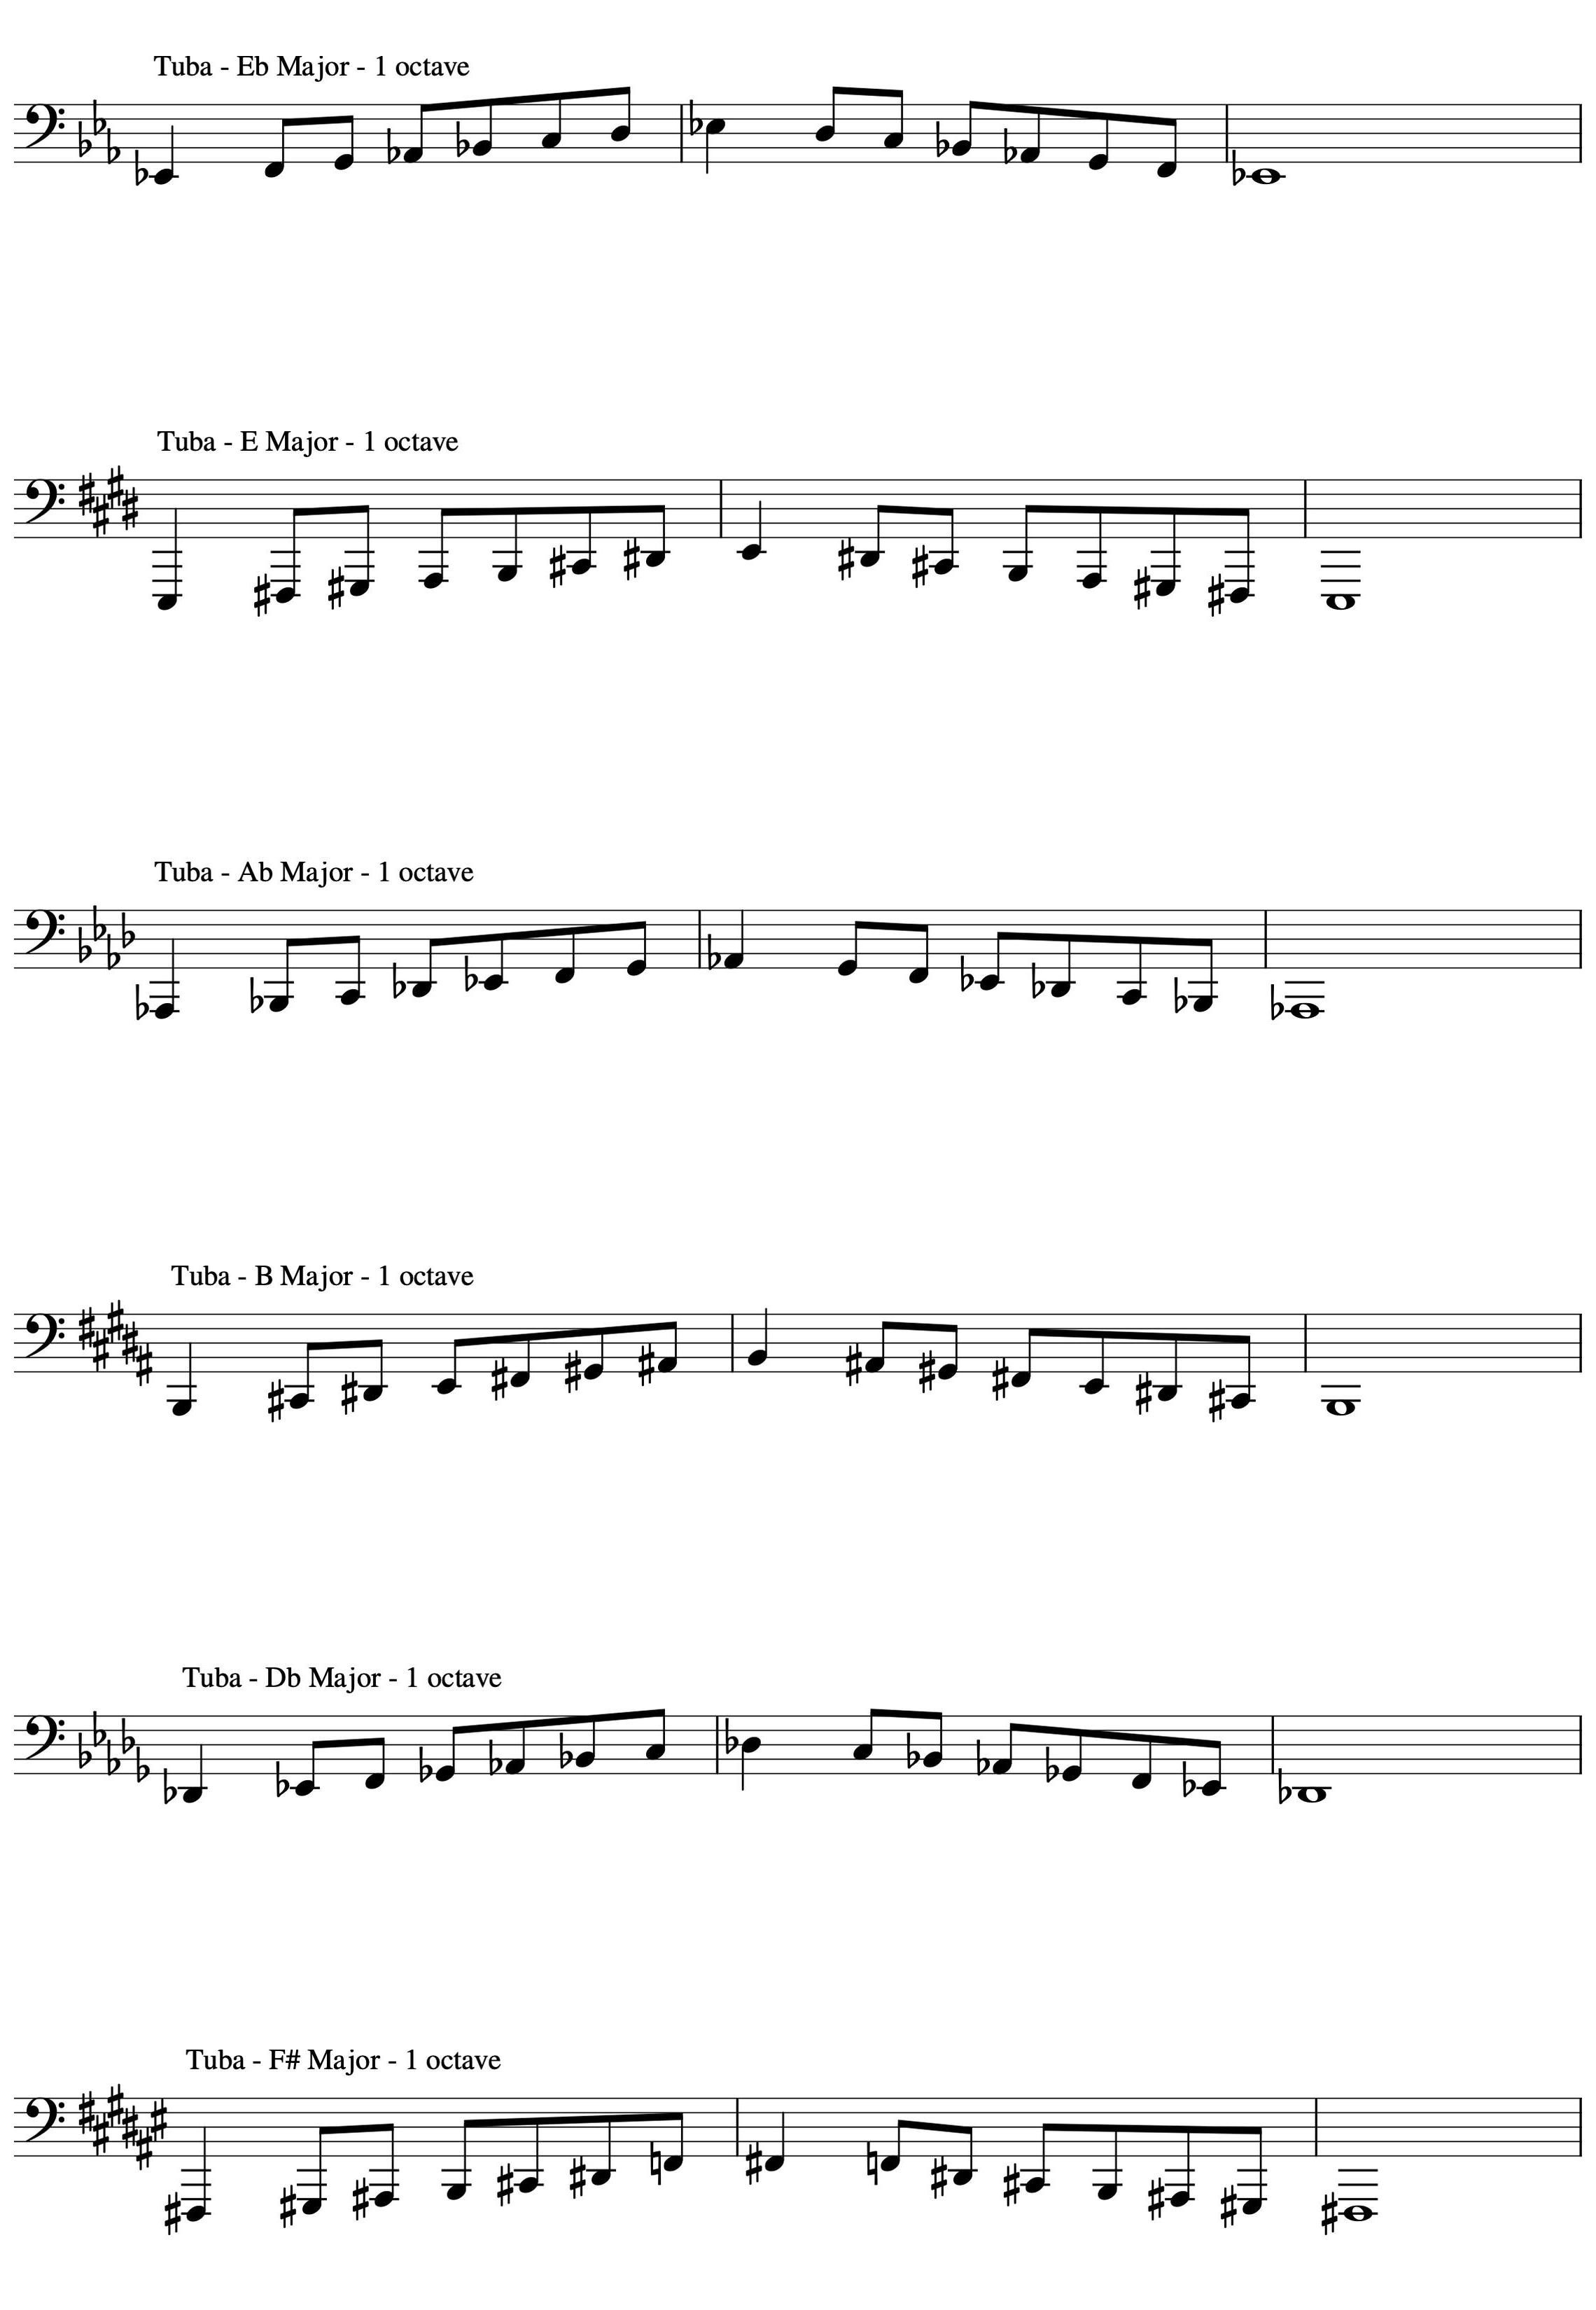 Tuba - Eb Major - 1 octave
Tuba - E Major - 1 octave
Tuba - Ab Major - 1 octave
Tuba - B Major - 1 octave
Tuba - Db Major - 1 octave
Tuba - F# Major - 1 octave